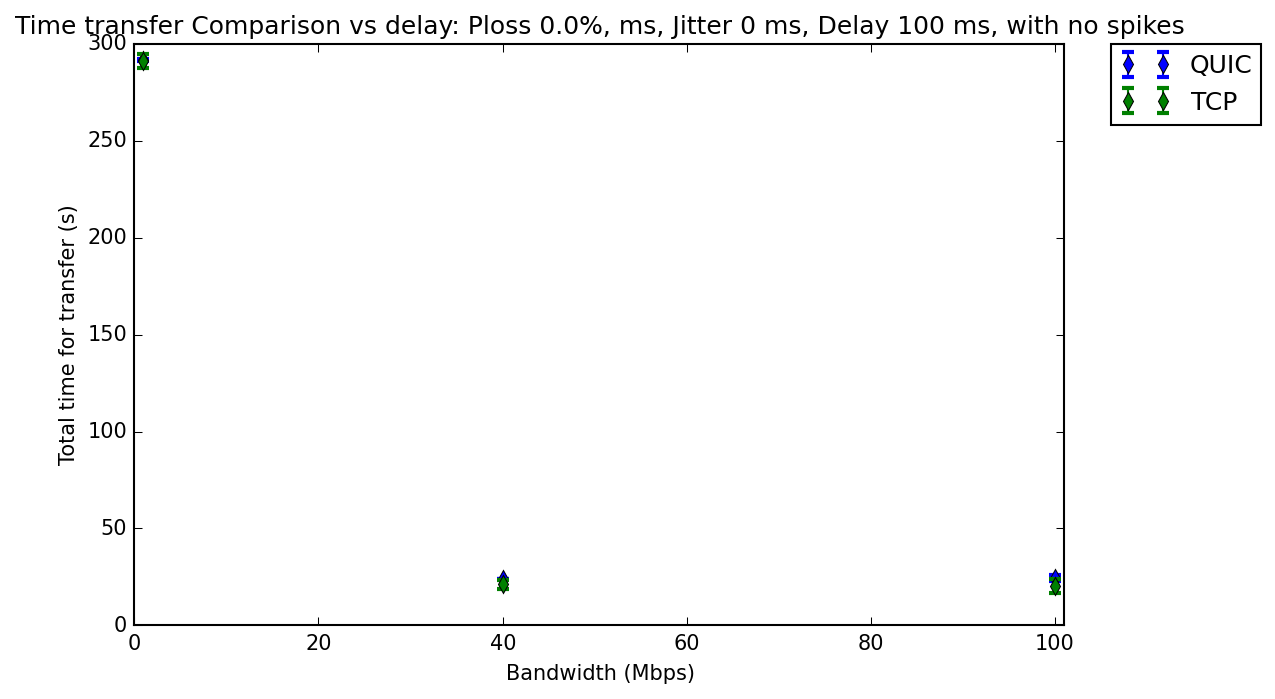 Time transfer Comparison vs delay: Ploss 0.0%, ms, Jitter 0 ms, Delay 100 ms, with no spikes
QUIC
TCP
300
250
200
150
100
50
0
Total time for transfer (s)
0 20 40 60 80 100
Bandwidth (Mbps)